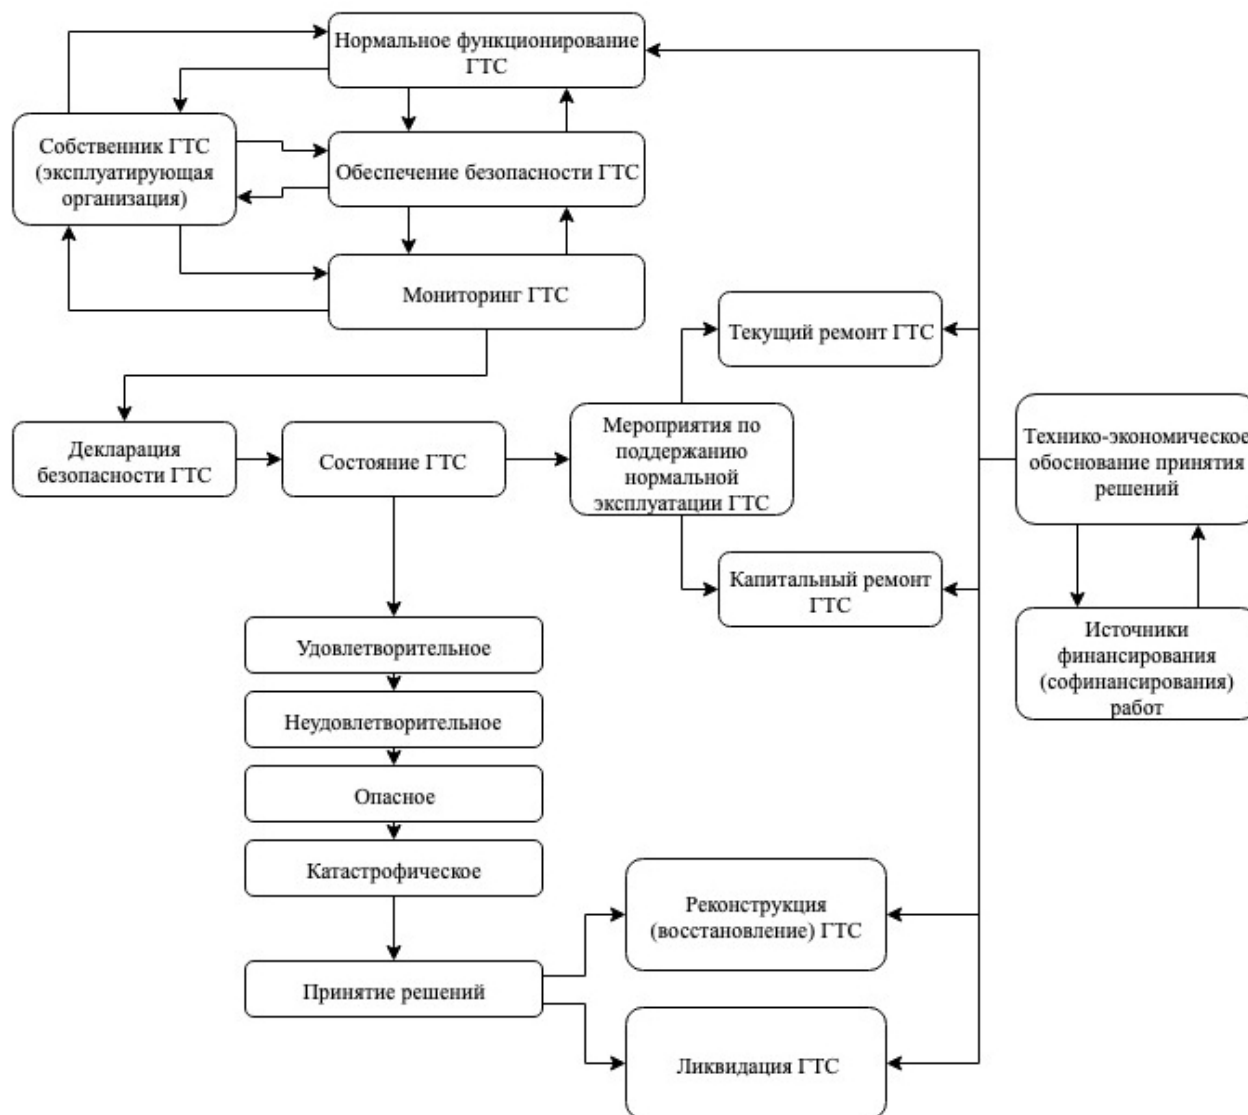 Нормальное функционирование
ГТС
Собственник ГТС
(эксплуатирующая
организация)
Обеспечение безопасности ГТС
Мониторинг ГТС
Текущий ремонт ГТС
Декларация
безопасности ГТС
Состояние ГТС
Мероприятия по
поддержанию
нормальной
эксплуатации ГТС
Технико-экономическое
обоснование принятия
решений
Капитальный ремонт
ГТС
Источники
финансирования
(софинансирования)
работ
Удовлетворительное
Неудовлетворительное
Опасное
Катастрофическое
Реконструкция
(восстановление) ГТС
Принятие решений
Ликвидация ГТС